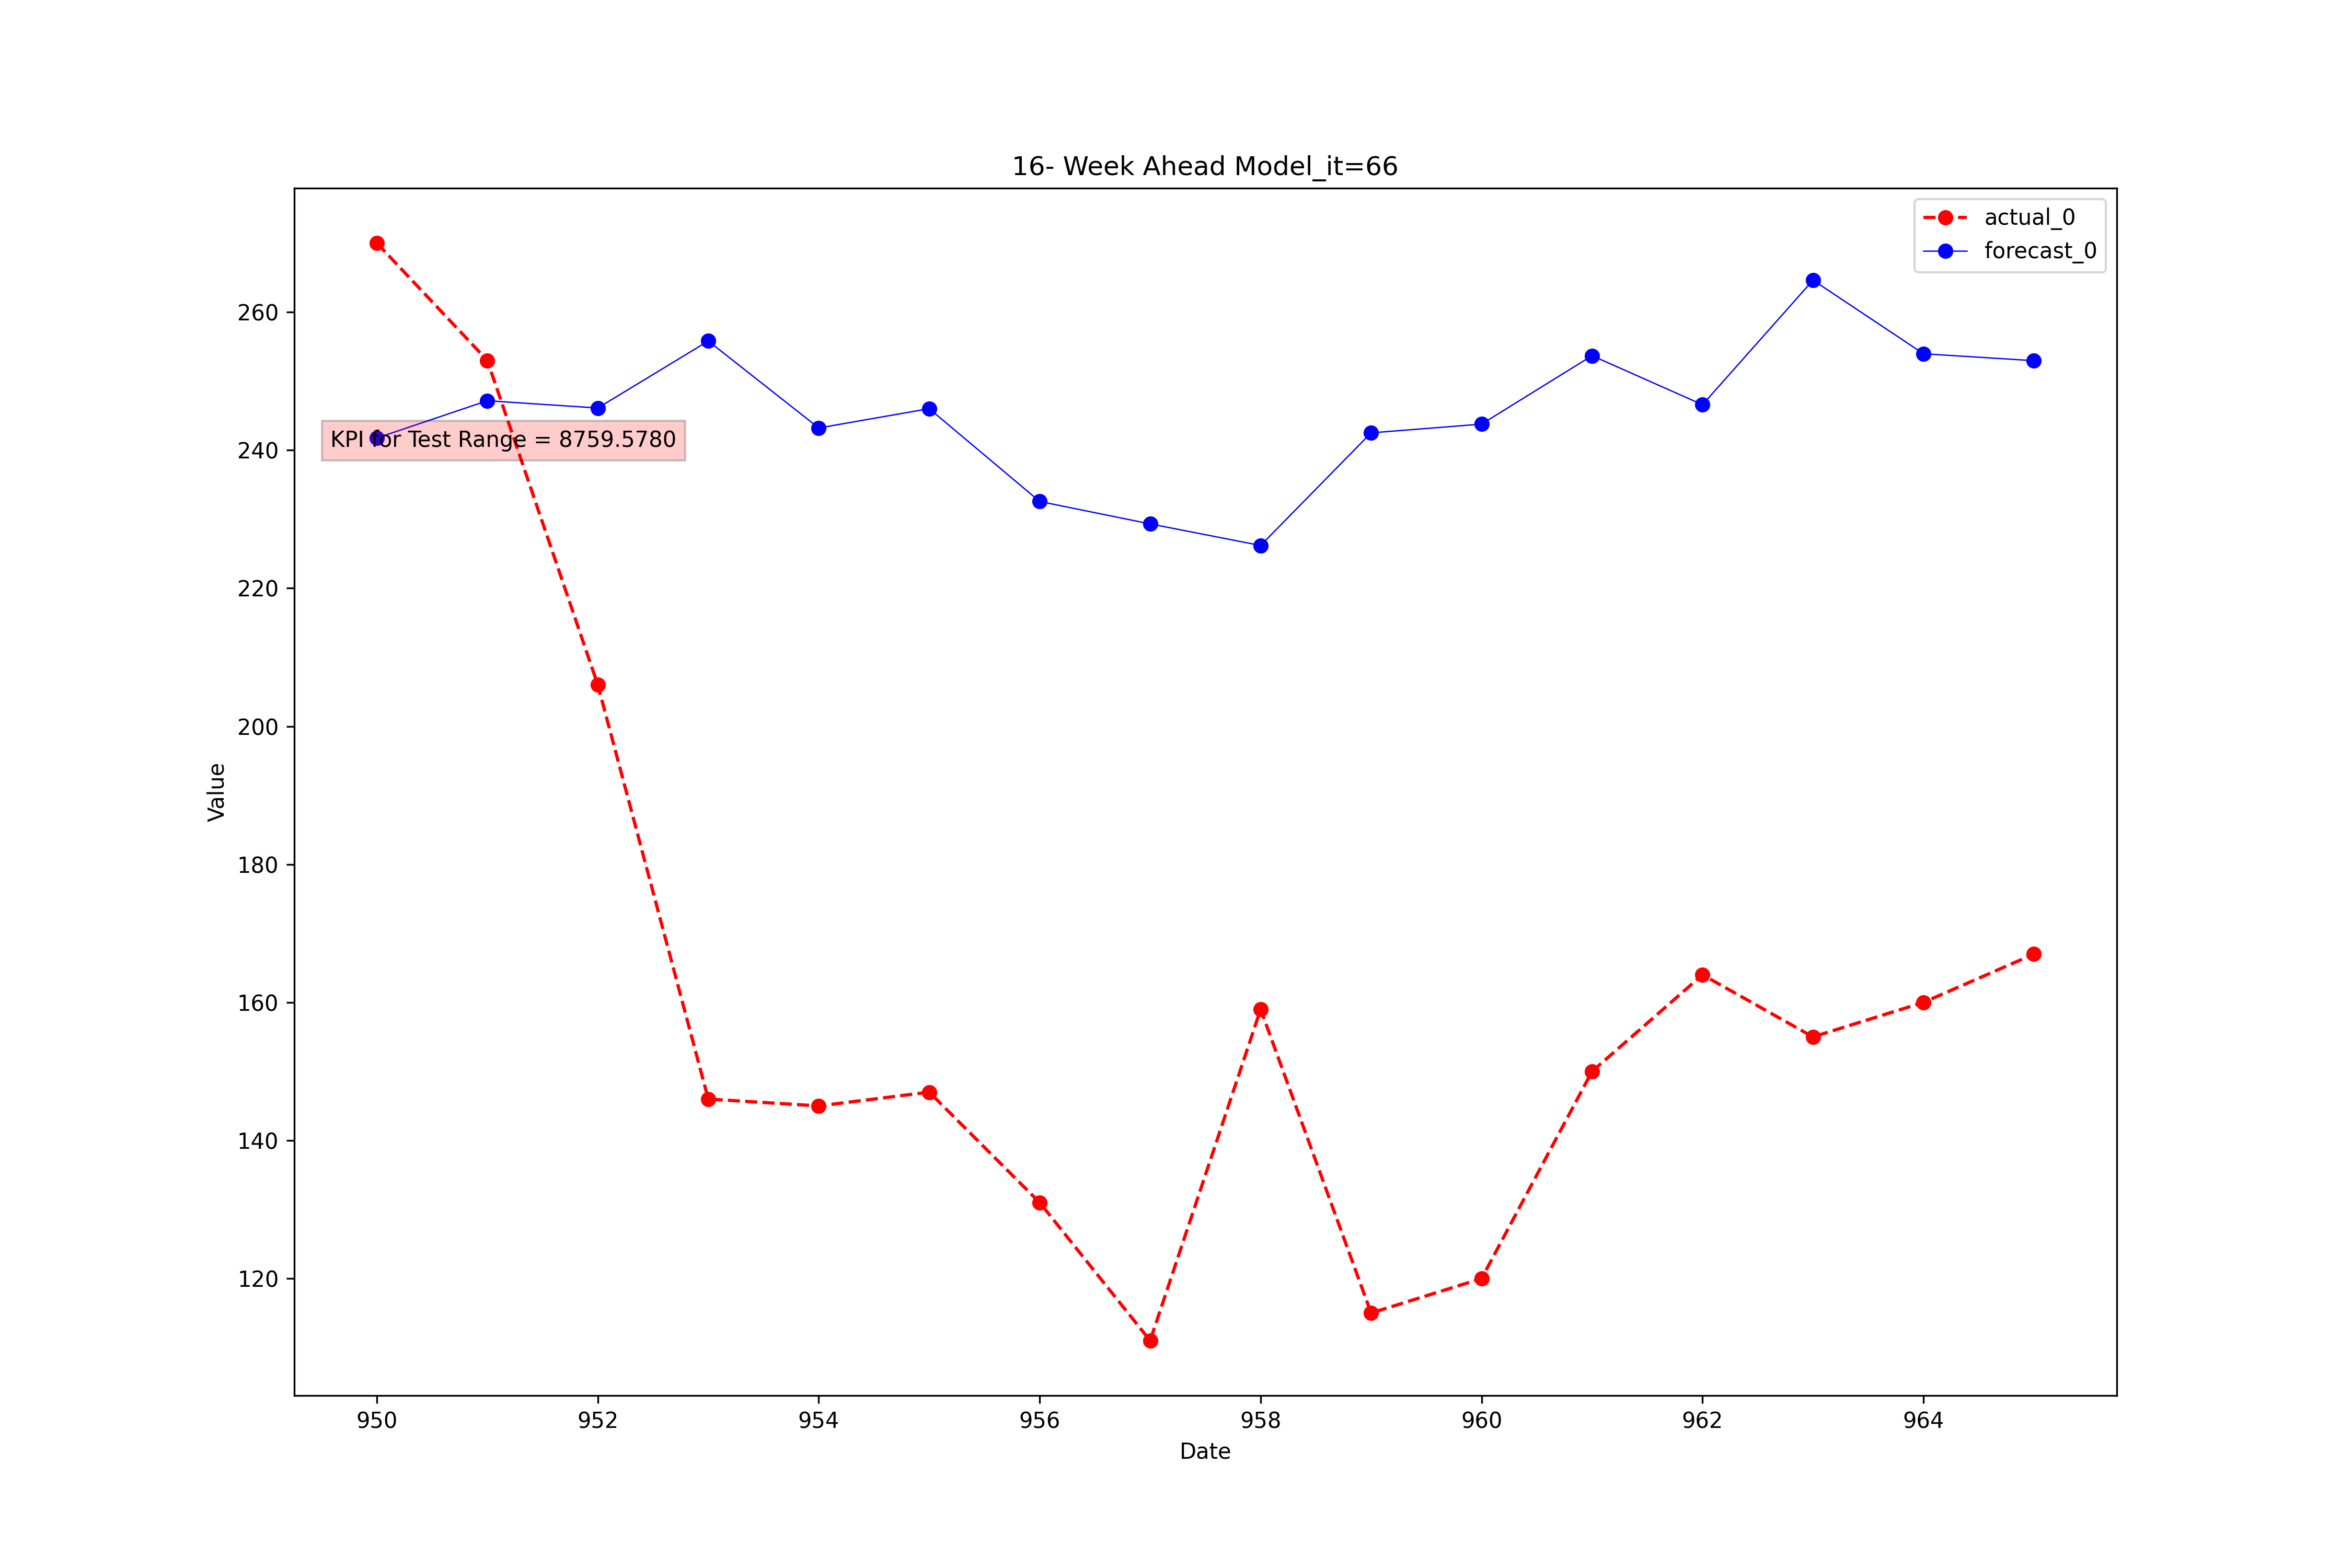 16- Week Ahead Model_it=66
actual_0
forecast_0
KPI for Test Range = 8759.5780
Value
260
240
220
200
180
160
140
120
950 952 954 956 958 960 962 964
Date